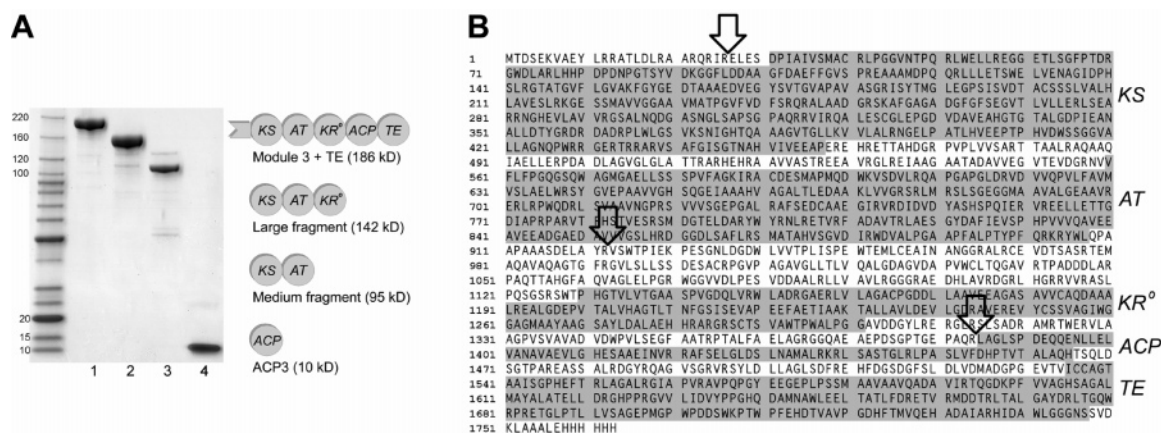 A
B
220
160
120
100
20
15
10
1 2 3 4
KS AT KR° ACP TE
Module 3 + TE (186 kD)
KS AT KR°
Large fragment (142 kD)
KS AT
Medium fragment (95 kD)
ACP
ACP3 (10 kD)
1 MTDSEKVAEY LRRATLDLRA ARQRIRELES DPIAIVSMAC RLPGGVNTPQ RLWELLREGG ETLSGFPTDR
71 GWDLARLHHP DPDNPGTSYV DKGGFLDDAA GFDAEFFGVS PREAAAMDPQ QRLLLETSWE LVENAGIDPH
141 SLRGTATGVF LGVAKFGYGE DTAAAEDVEG YSVTGVAPAV ASGRISYTMG LEGPSISVDT ACSSSLVALH
211 LAVESLRKGE SSMAVVGGAA VMATPGVFVD FSRQRALAAD GRSKAFGAGA DGFGFSEGVT LVLLERLSEA
281 RRNGHEVLAV VRGSALNQDG ASNGLSAPSG PAQRRVIRQA LESCGLEPGD VDAVEAHGTG TALGDPIEAN
351 ALLDTYGRDR DADRPLWLGS VKSNIGHTQA AAGVTGLLKV VLALRNGELP ATLHVEEPTP HVDWSSGGVA
421 LLAGNQPWRR GERTRRARVS AFGISGTNAH VIVEEAPERE HRETTAHDGR PVPLVVSART TAALRAQAAQ
491 IAELLERPDA DLAGVGLGLA TTRARHEHRA AVVASTREEA VRGLREIAAG AATADAVVEG VTEVDGRNVV
561 FLFPGQGSQW AGMGAELLSS SPVFAGKIRA CDESMAPMQD WKVSDVLRQA PGAPGLDRVD VVQPVLFAVM
631 VSLAELWRSY GVEPAAVVGH SQGEIAAAHV AGALTLEDAA KLVVGRSRLM RSLSGEGGMA AVALGEAAVR
701 ERLRPWQDRL SVAAVNGPRS VVVSGEPGAL RAFSEDCAAE GIRVRDIDVD YASHSPQIER VREELLETTG
771 DIAPRPARVT FHSTVESRSM DGTELDARYW YRNLRETVRF ADAVTRLAES GYDAFIEVSP HPVVVQAVEE
841 AVEEADGAED AVVVGSLHRD GGDLSAFLRS MATAHVSGVD IRWDVALPGA APFALPTYPF QRKRYWLQPA
911 APAAASDELA YRVSWTPIEK PESGNLDGDW LVVTPLISPE WTEMLCEAIN ANGGRALRCE VDTSASRTEM
981 AQAVAQAGTG FRGVLSLLSS DESACRPGVP AGAVGLLTLV QALGDAGVDA PVWCLTQGAV RTPADDDLAR
1051 PAQTTAHGFA QVAGLELPGR WGGVVDLPES VDDAALRLLV AVLRGGGRAE DHLAVRDGRL HGRRVVRASL
1121 PQSGSRSWTP HGTVLVTGAA SPVGDQLVRW LADRGAERLV LAGACPGDDL LAAVEEAGAS AVVCAQDAAA
1191 LREALGDEPV TALVHAGTLT NFGSISEVAP EEFAETIAAK TALLAVLDEV LGDRAVEREV YCSSVAGIWG
1261 GAGMAAYAAG SAYLDALAEH HRARGRSCTS VAWTPWALPG GAVDDGYLRE RGLRSLSADR AMRTWERVLA
1331 AGPVSVAVAD VDWPVLSEGF AATRPTALFA ELAGRGGQAE AEPDSGPTGE PAQRLAGLSP DEQQENLLEL
1401 VANAVAEVLG HESAAEINVR RAFSELGLDS LNAMALRKRL SASTGLRLPA SLVFDHPTVT ALAQHTSQLD
1471 SGTPAREASS ALRDGYRQAG VSGRVRSYLD LLAGLSDFRE HFDGSDGFSL DLVDMADGPG EVTVICCAGT
1541 AAISGPHEFT RLAGALRGIA PVRAVPQPGY EEGEPLPSSM AAVAAVQADA VIRTQGDKPF VVAGHSAGAL
1611 MAYALATELL DRGHPPRGVV LIDVYPPGHQ DAMNAWLEEL TATLFDRETV RMDDTRLTAL GAYDRLTGQW
1681 RPRETGLPTL LVSAGEPMGP WPDDSWKPTW PFEHDTVAVP GDHFTMVQEH ADAIARHIDA WLGGGNSSVD
1751 KLAAALEHHH HHH
KS
AT
KR°
ACP
TE